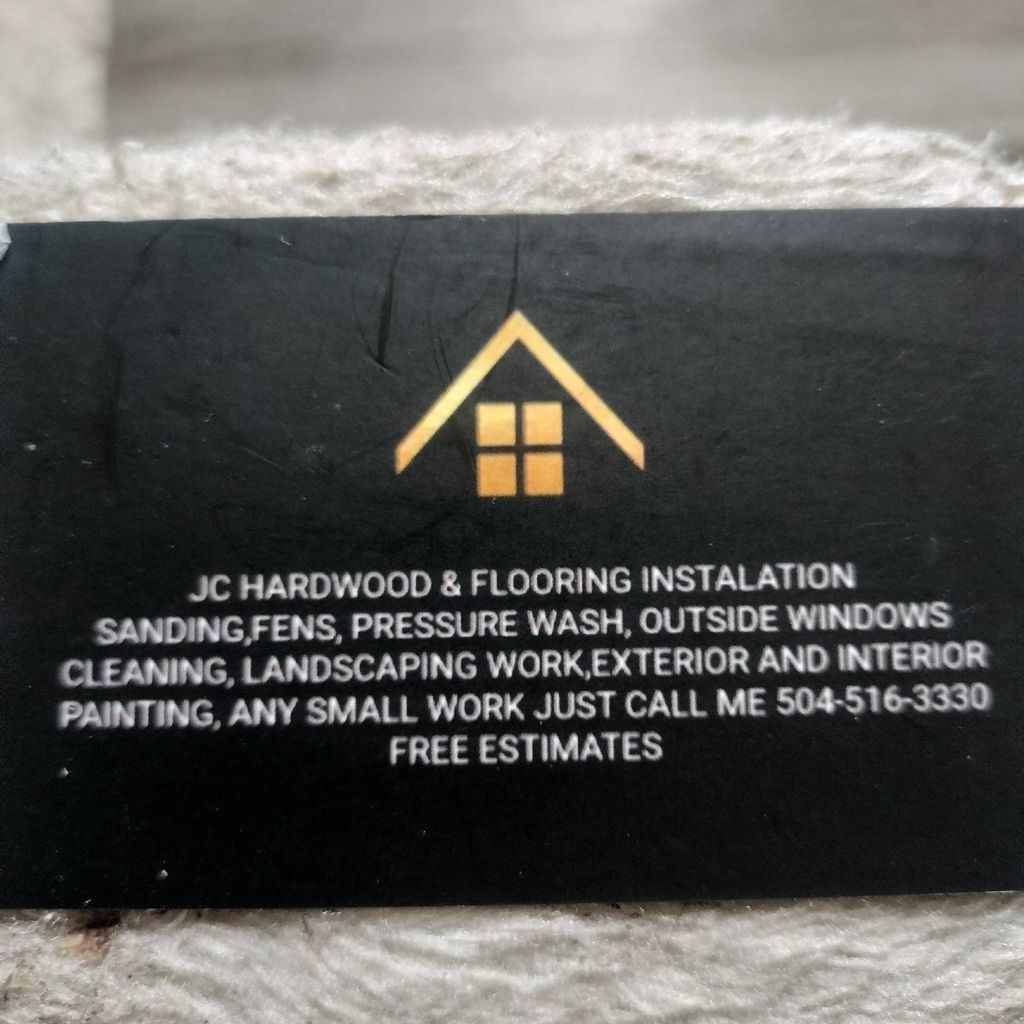 JC HARDWOOD & FLOORING INSTALATION
SANDING,FENS, PRESSURE WASH, OUTSIDE WINDOWS
CLEANING, LANDSCAPING WORK,EXTERIOR AND INTERIOR
PAINTING, ANY SMALL WORK JUST CALL ME 504-516-3330
FREE ESTIMATES